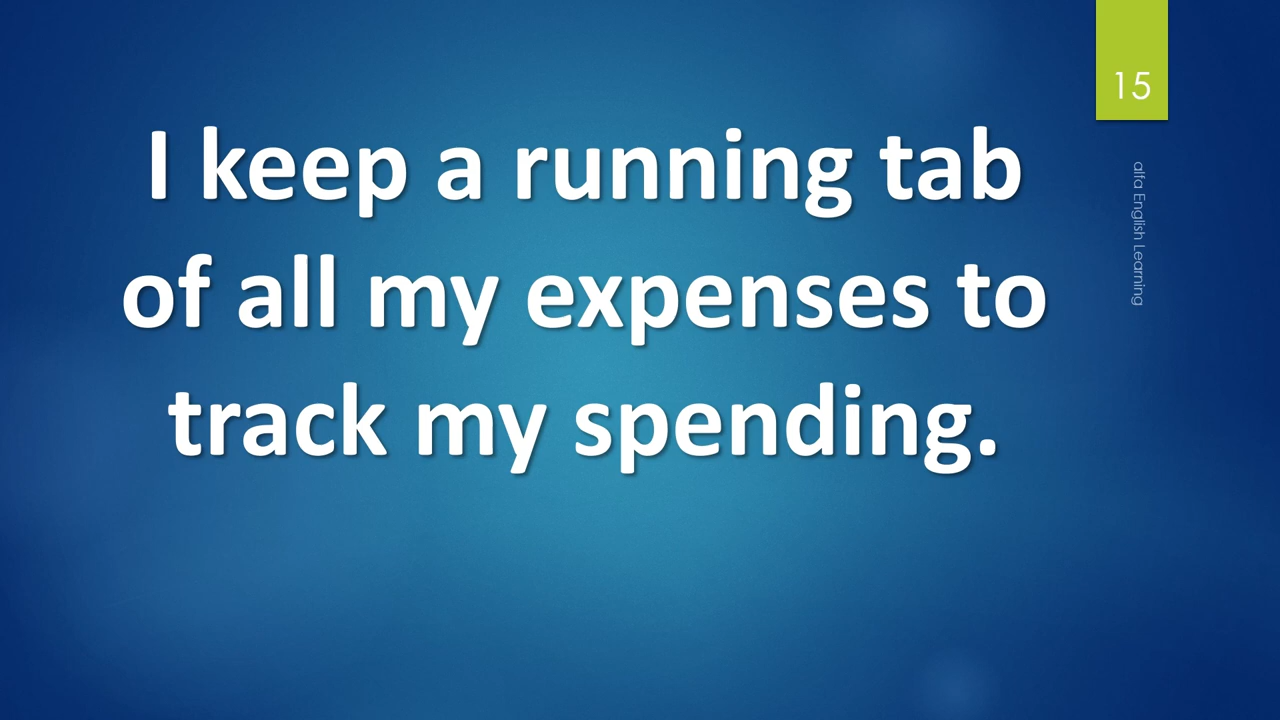 15
I keep a running tab
of all my expenses to
track my spending.
alfa English Learning